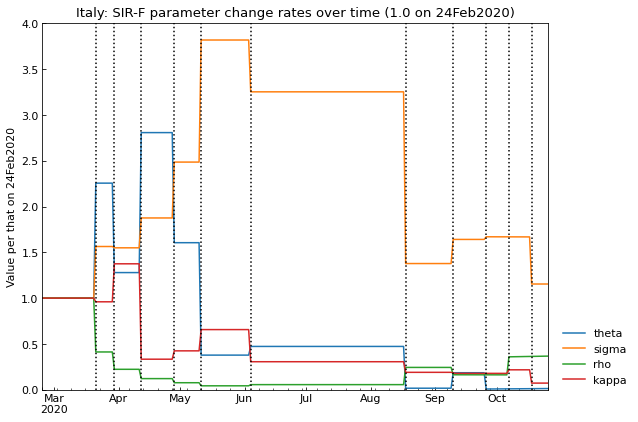 Italy: SIR-F parameter change rates over time (1.0 on 24Feb2020)
Value per that on 24Feb2020
4.0
3.5
3.0
2.5
2.0
1.5
1.0
0.5
0.0
Mar Apr May Jun Jul Aug Sep Oct
2020
theta
sigma
rho
kappa